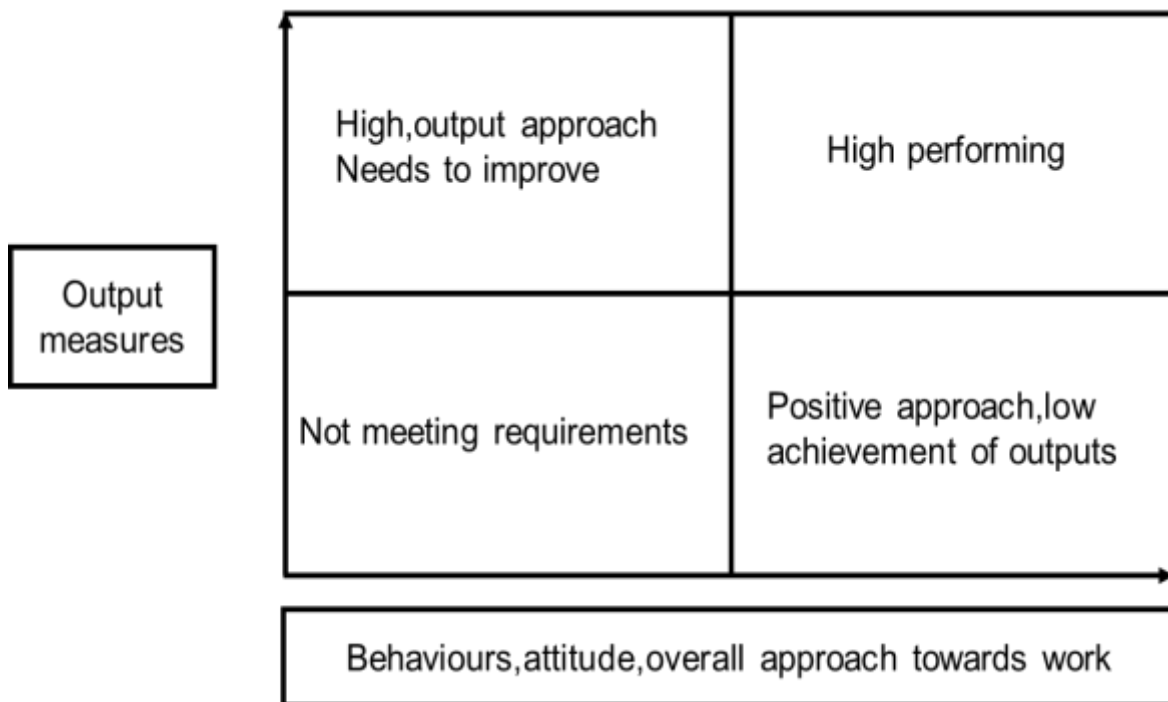 High,output approach
Needs to improve
High performing
Output
measures
Not meeting requirements
Positive approach,low
achievement of outputs
Behaviours,attitude,overall approach towards work